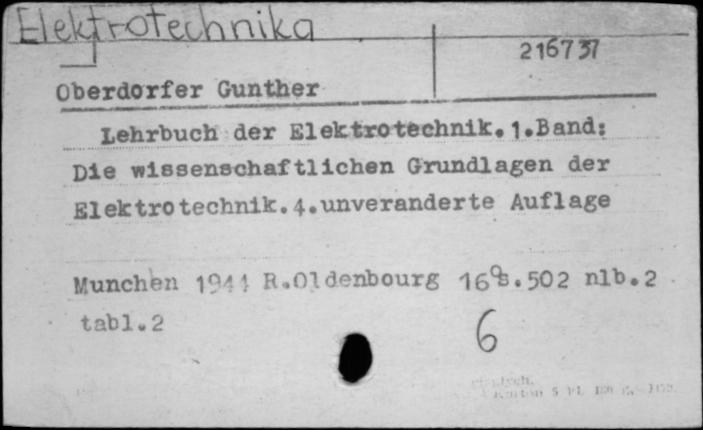 Elektrotechnika
216737
Oberdorfer Gunther
Lehrbuch der Elektrotechnik.1.Band:
Die wissenschaftlichen Grundlagen der
Elektrotechnik.4.unveranderte Auflage
Munchen 1944 R.Oldenbourg 16° s.502 nlb.2
tabl.2
6